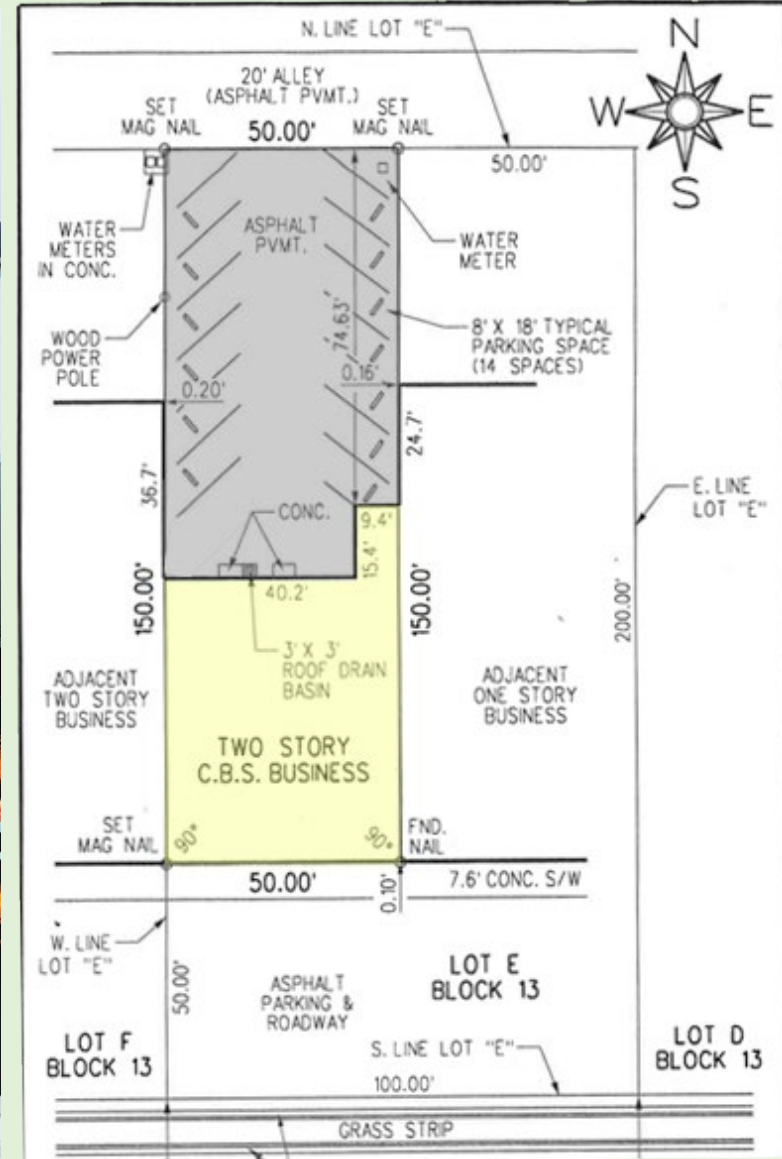 N. LINE LOT "E"
N
W
E
S
20' ALLEY
(ASPHALT PVMT.)
SET
MAG NAIL
50.00'
SET
MAG NAIL
50.00'
WATER
METERS
IN CONC.
ASPHALT
PVMT.
WATER
METER
WOOD
POWER
POLE
74.63'
8' X 18' TYPICAL
PARKING SPACE
(14 SPACES)
0.20'
0.16'
36.7'
24.7'
E. LINE
LOT "E"
CONC.
9.4'
15.4'
40.2'
150.00'
150.00'
200.00'
3' X 3'
ROOF DRAIN
BASIN
ADJACENT
TWO STORY
BUSINESS
ADJACENT
ONE STORY
BUSINESS
TWO STORY
C.B.S. BUSINESS
SET
MAG NAIL
90°
90°
FND.
NAIL
50.00'
0.10'
7.6' CONC. S/W
W. LINE
LOT "E"
50.00'
ASPHALT
PARKING &
ROADWAY
LOT E
BLOCK 13
LOT F
BLOCK 13
S. LINE LOT "E"
LOT D
BLOCK 13
100.00'
GRASS STRIP